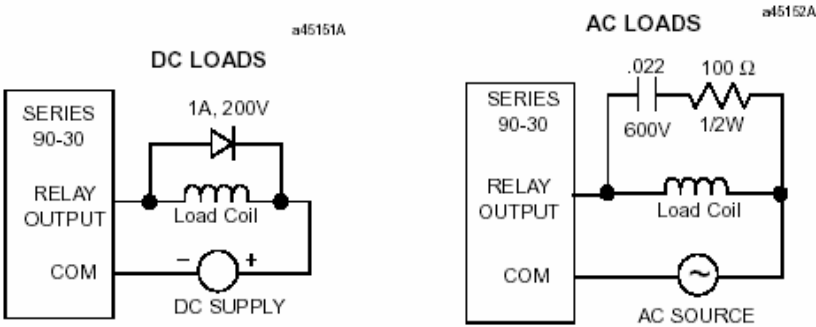 a45151A
DC LOADS
SERIES
90-30
1A, 200V
RELAY
OUTPUT
Load Coil
COM
− +
DC SUPPLY
a45152A
AC LOADS
.022
100 Ω
SERIES
90-30
600V
1/2W
RELAY
OUTPUT
Load Coil
COM
~
AC SOURCE